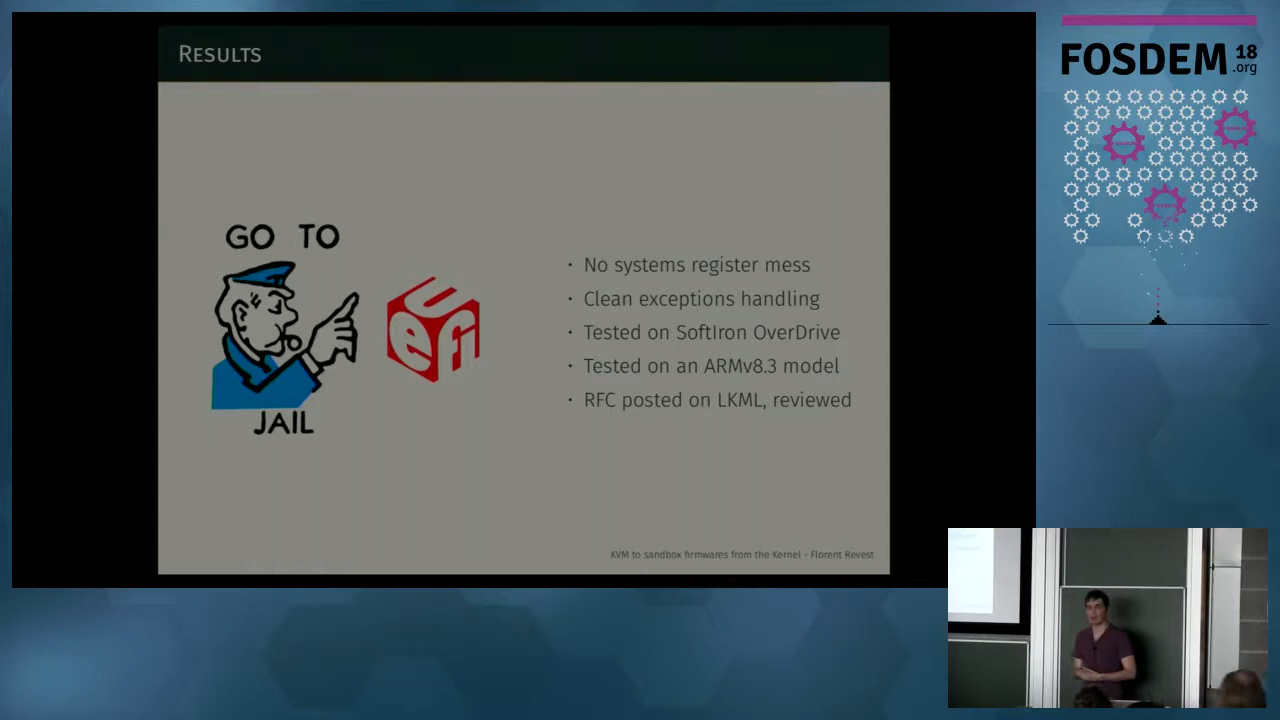 RESULTS
GO TO
JAIL
uefi
· No systems register mess
· Clean exceptions handling
· Tested on SoftIron OverDrive
· Tested on an ARMv8.3 model
· RFC posted on LKML, reviewed
KVM to sandbox firmwares from the Kernel - Florent Revest
FOSDEM 18
.org